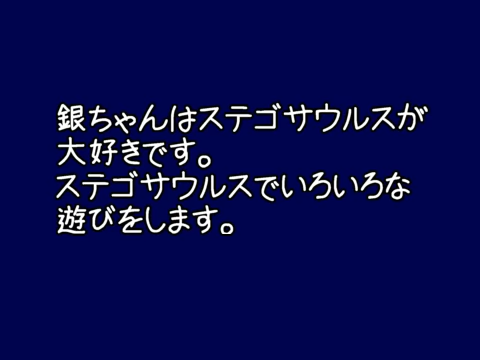 銀ちゃんはステゴサウルスが
大好きです。
ステゴサウルスでいろいろな
遊びをします。